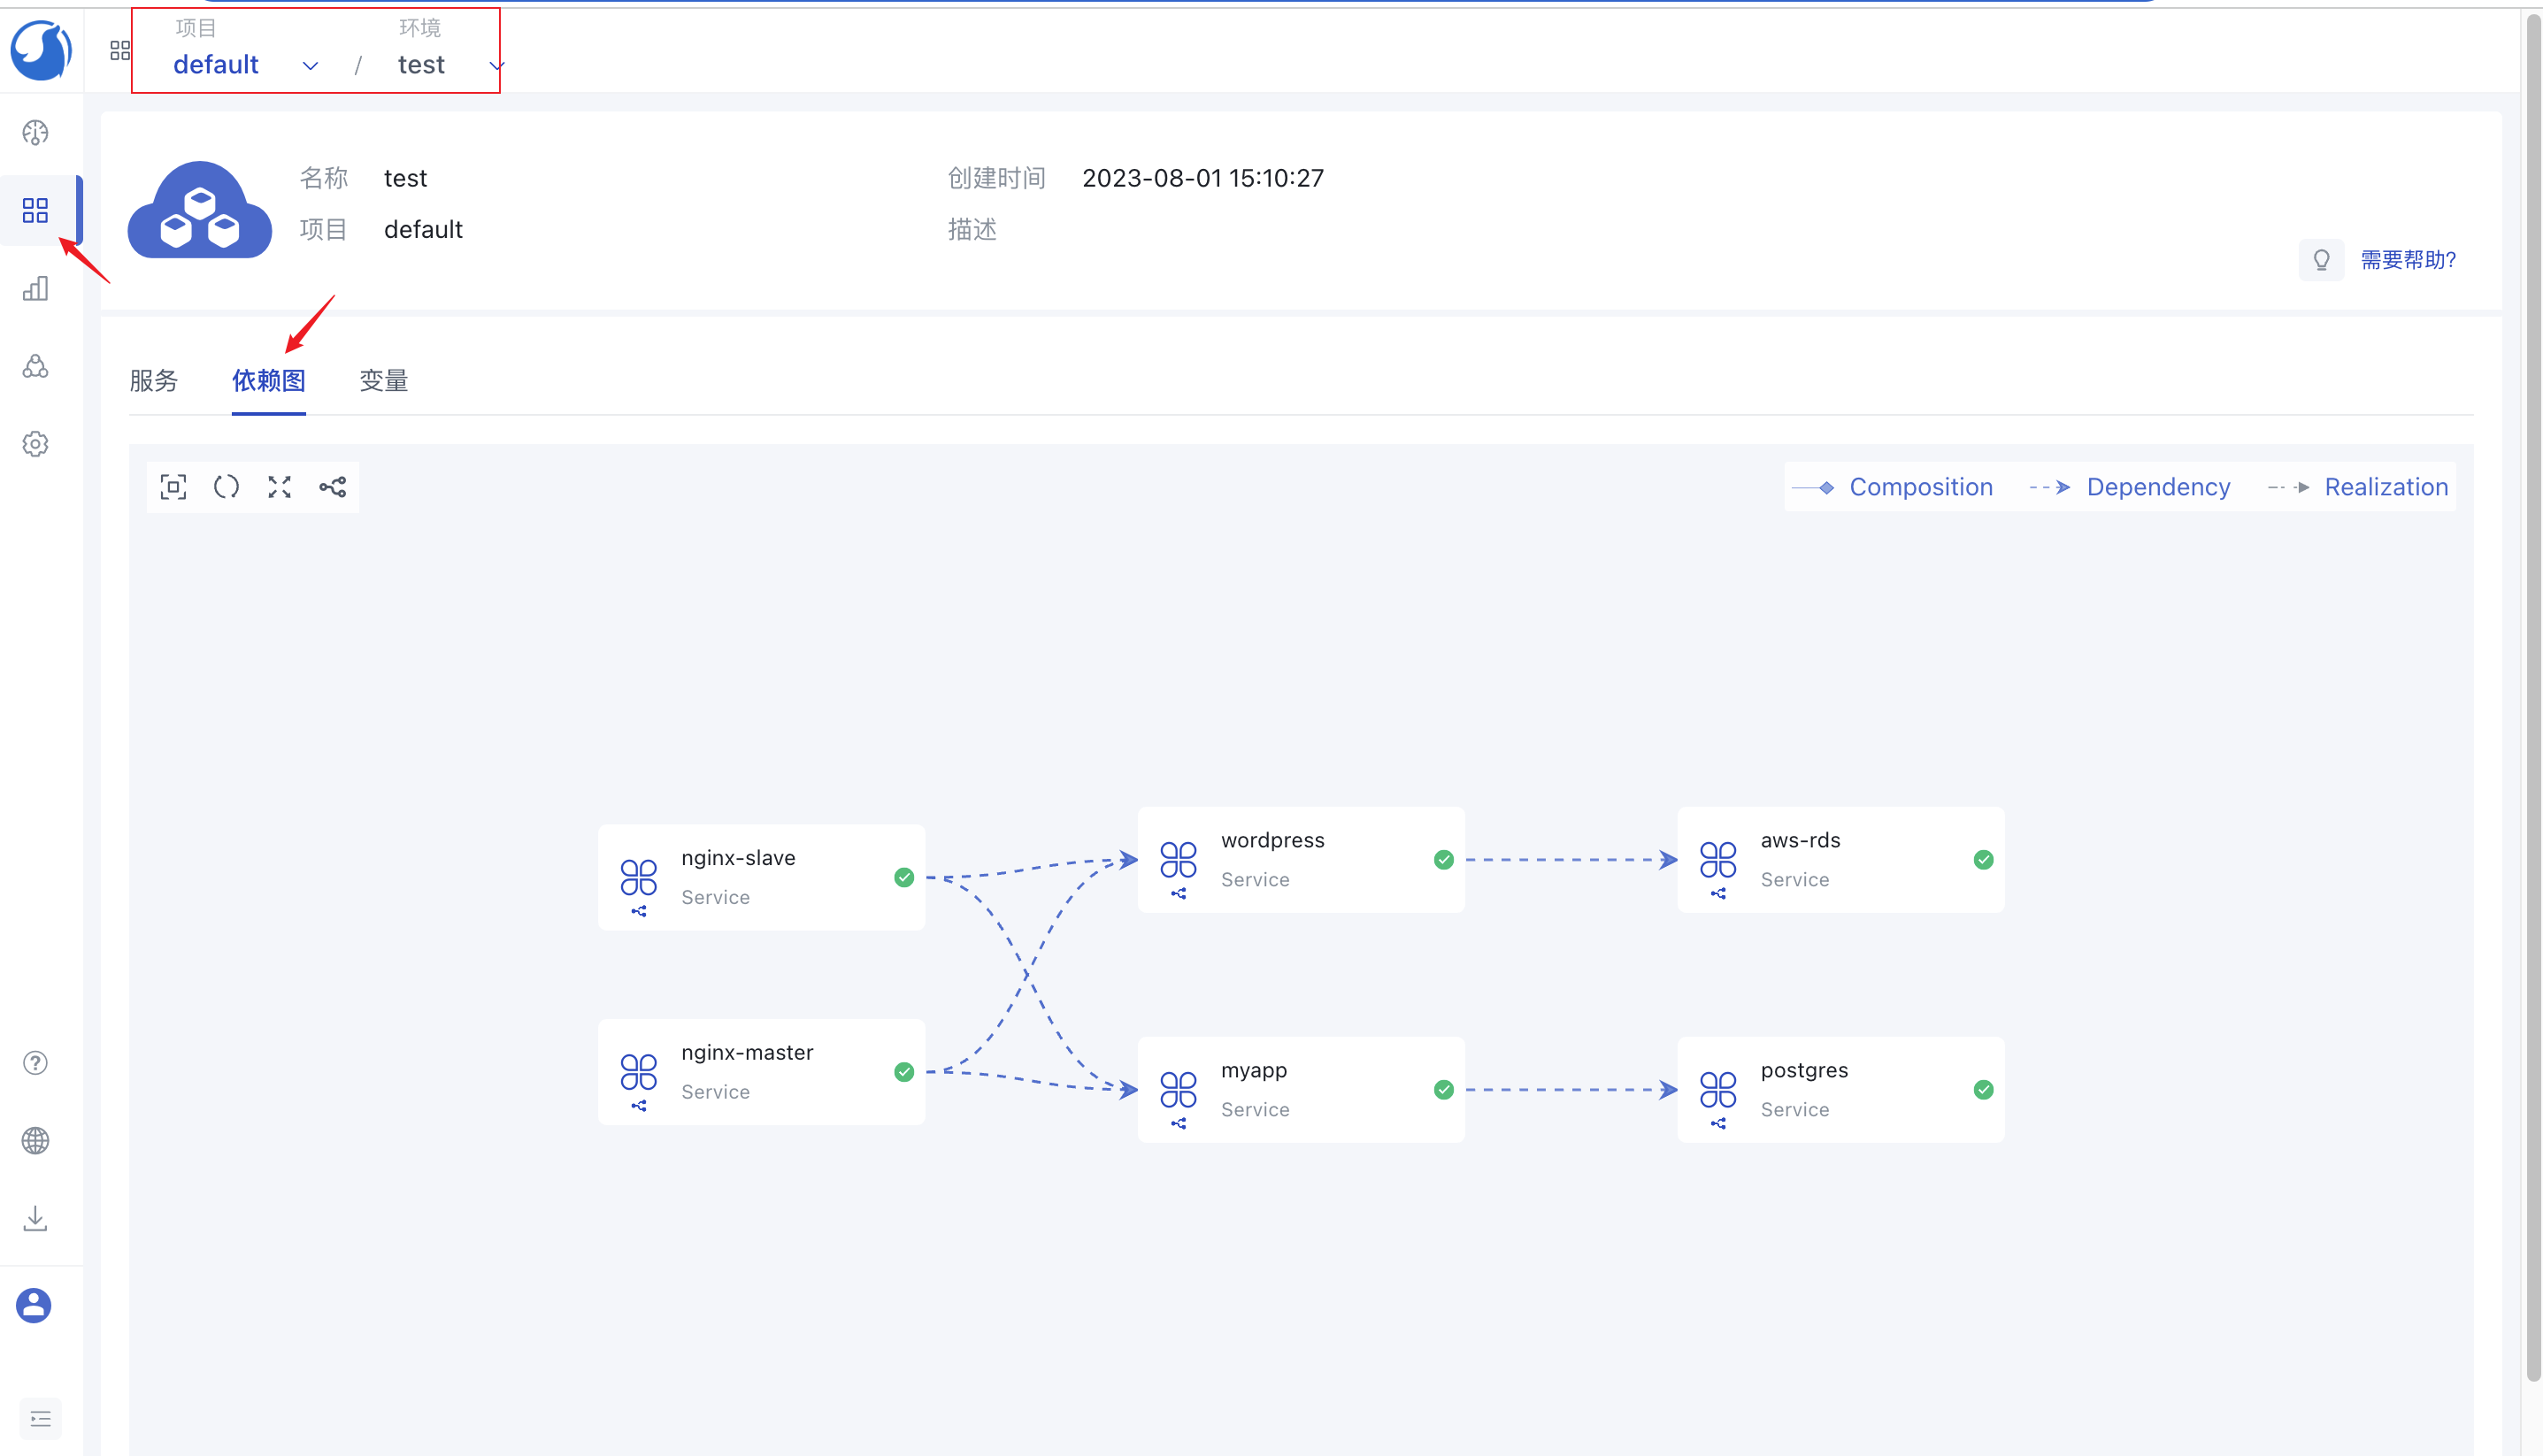 项目
default
/
环境
test
名称 test
项目 default
创建时间 2023-08-01 15:10:27
描述
需要帮助?
服务 依赖图 变量
Composition Dependency Realization
nginx-slave
Service
nginx-master
Service
wordpress
Service
myapp
Service
aws-rds
Service
postgres
Service